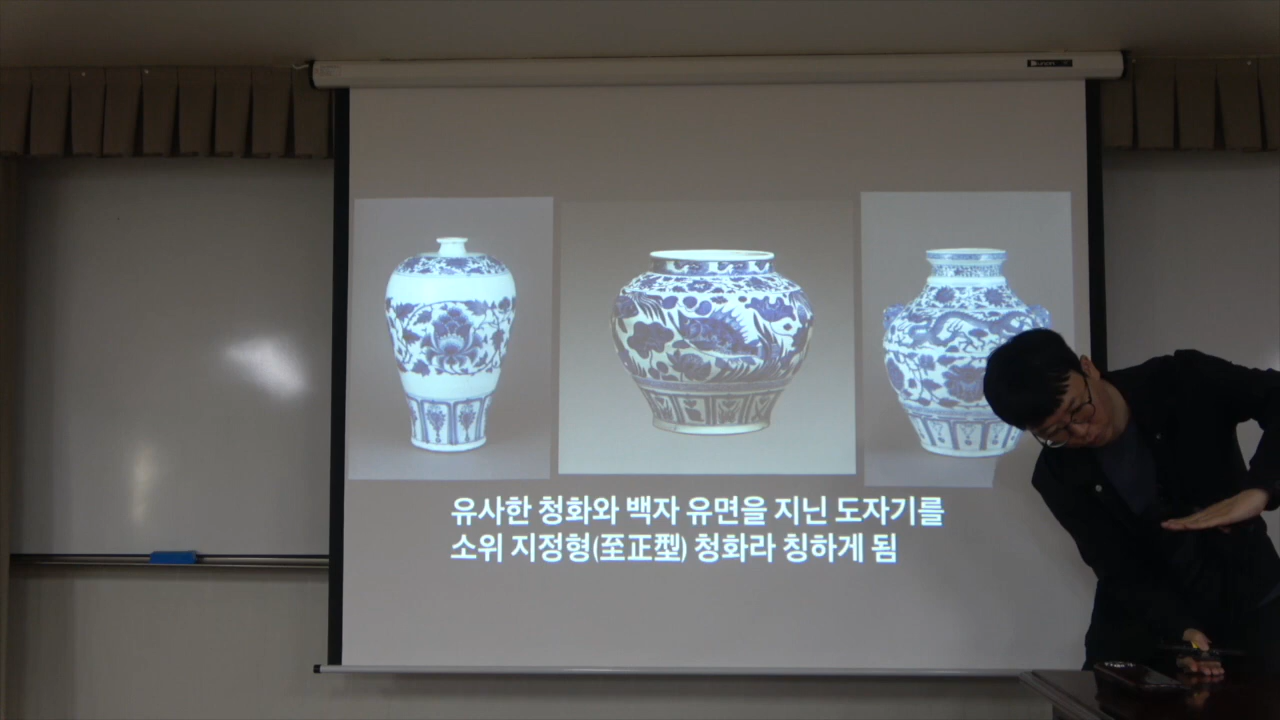 유사한 청화와 백자 유면을 지닌 도자기를
소위 지정형(至正型) 청화라 칭하게 됨